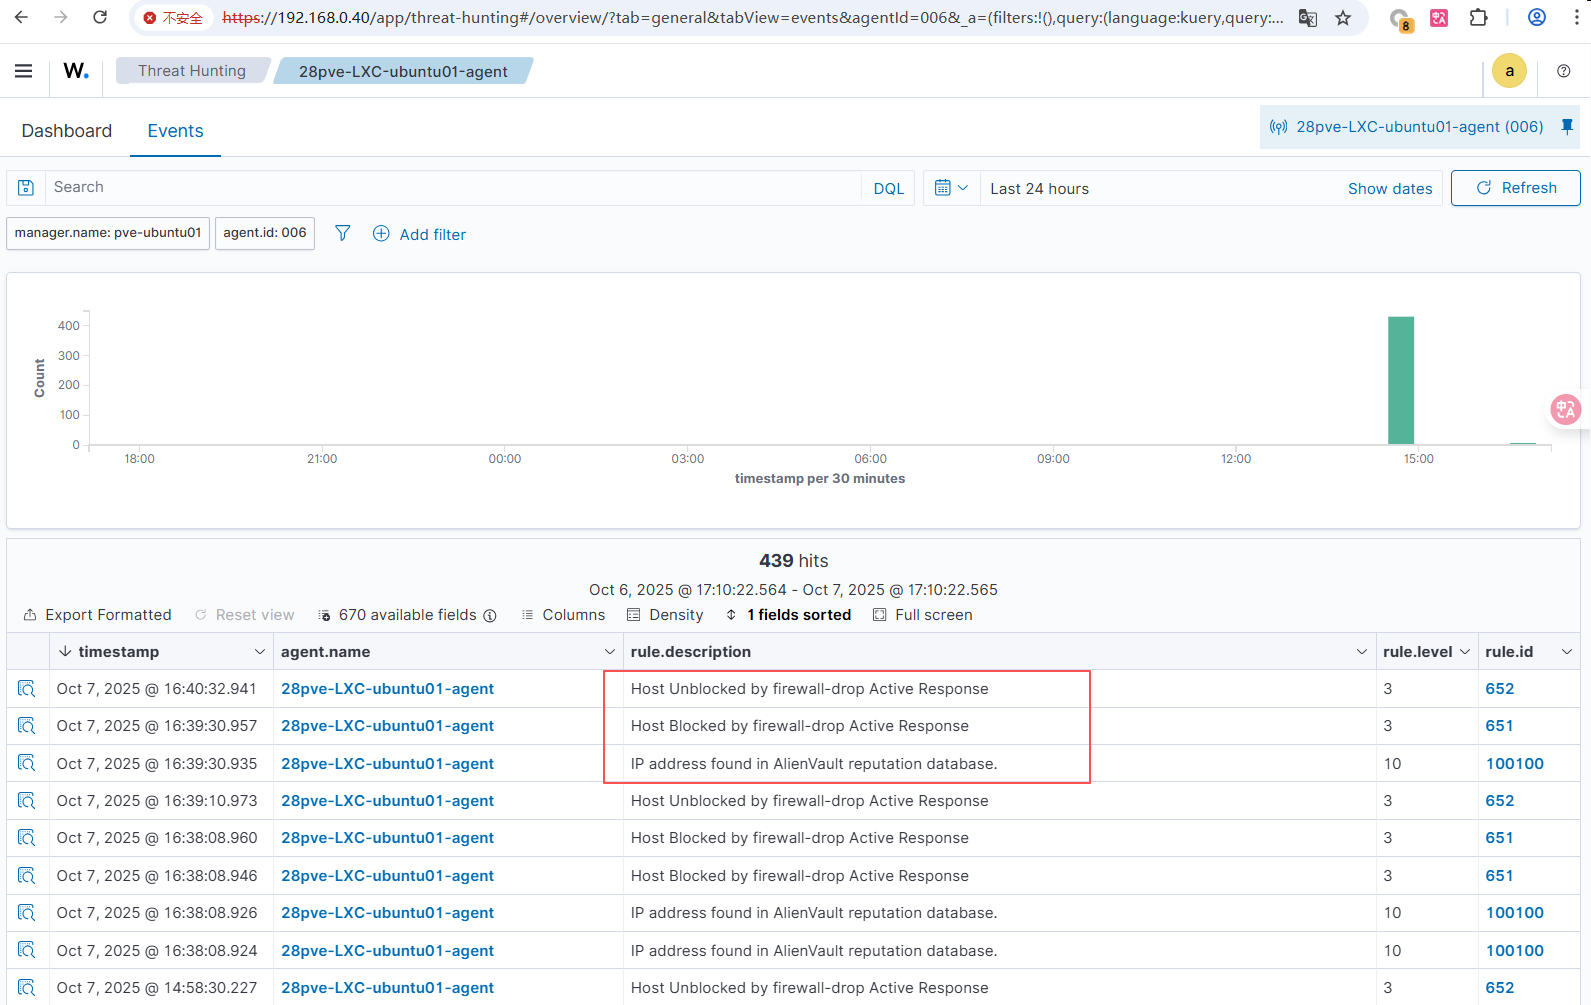 不安全 https://192.168.0.40/app/threat-hunting#/overview/?tab=general&tabView=events&agentId=006&_a=(filters:!(),query:(language:kuery,query:...
8
W. Threat Hunting 28pve-LXC-ubuntu01-agent a
Dashboard Events 28pve-LXC-ubuntu01-agent (006)
Search DQL Last 24 hours Show dates Refresh
manager.name: pve-ubuntu01 agent.id: 006 Add filter
400
300
200
100
0
Count
18:00 21:00 00:00 03:00 06:00 09:00 12:00 15:00
timestamp per 30 minutes
中A
439 hits
Oct 6, 2025 @ 17:10:22.564 - Oct 7, 2025 @ 17:10:22.565
Export Formatted Reset view 670 available fields Columns Density 1 fields sorted Full screen
timestamp agent.name rule.description rule.level rule.id
Oct 7, 2025 @ 16:40:32.941 28pve-LXC-ubuntu01-agent Host Unblocked by firewall-drop Active Response 3 652
Oct 7, 2025 @ 16:39:30.957 28pve-LXC-ubuntu01-agent Host Blocked by firewall-drop Active Response 3 651
Oct 7, 2025 @ 16:39:30.935 28pve-LXC-ubuntu01-agent IP address found in AlienVault reputation database. 10 100100
Oct 7, 2025 @ 16:39:10.973 28pve-LXC-ubuntu01-agent Host Unblocked by firewall-drop Active Response 3 652
Oct 7, 2025 @ 16:38:08.960 28pve-LXC-ubuntu01-agent Host Blocked by firewall-drop Active Response 3 651
Oct 7, 2025 @ 16:38:08.946 28pve-LXC-ubuntu01-agent Host Blocked by firewall-drop Active Response 3 651
Oct 7, 2025 @ 16:38:08.926 28pve-LXC-ubuntu01-agent IP address found in AlienVault reputation database. 10 100100
Oct 7, 2025 @ 16:38:08.924 28pve-LXC-ubuntu01-agent IP address found in AlienVault reputation database. 10 100100
Oct 7, 2025 @ 14:58:30.227 28pve-LXC-ubuntu01-agent Host Unblocked by firewall-drop Active Response 3 652